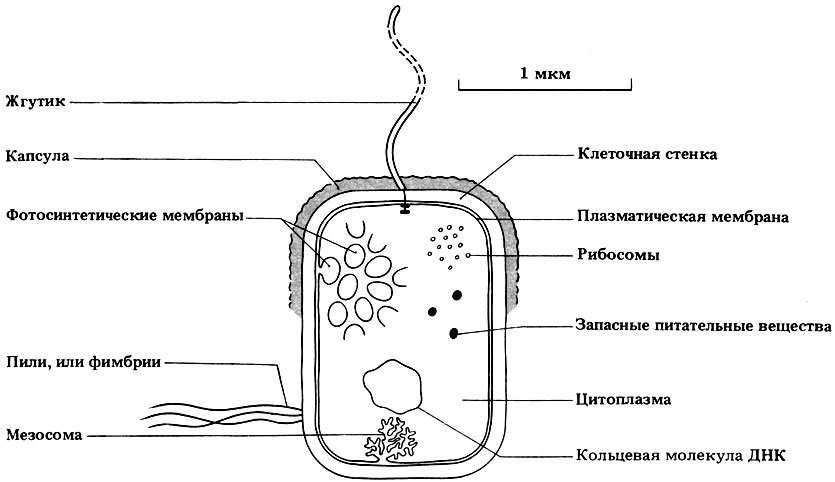 1 мкм
Жгутик
Капсула
Фотосинтетические мембраны
Пили, или фимбрии
Мезосома
Клеточная стенка
Плазматическая мембрана
Рибосомы
Запасные питательные вещества
Цитоплазма
Кольцевая молекула ДНК